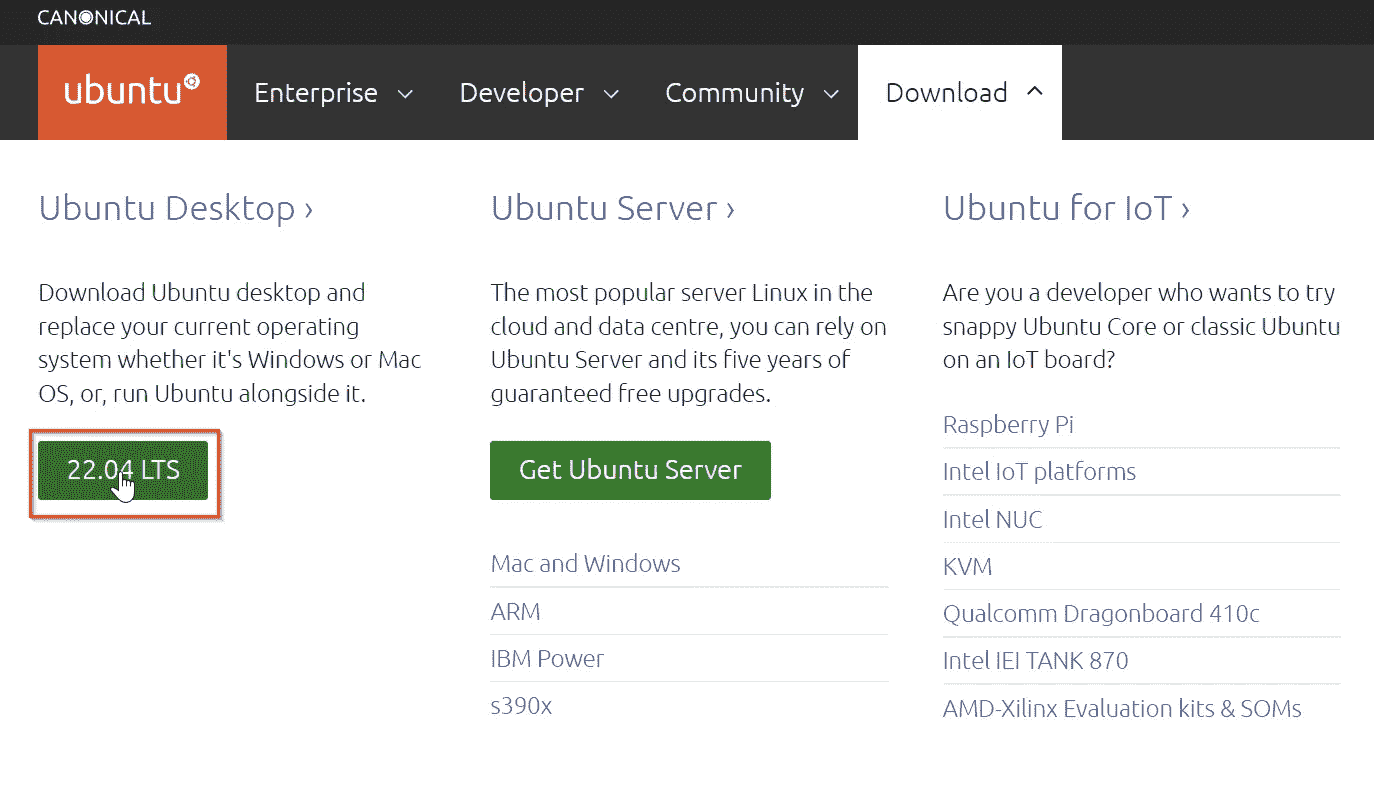 CANONICAL
ubuntu
Enterprise
Developer
Community
Download
Ubuntu Desktop ›
Download Ubuntu desktop and
replace your current operating
system whether it's Windows or Mac
OS, or, run Ubuntu alongside it.
22.04 LTS
Ubuntu Server ›
The most popular server Linux in the
cloud and data centre, you can rely on
Ubuntu Server and its five years of
guaranteed free upgrades.
Get Ubuntu Server
Mac and Windows
ARM
IBM Power
s390x
Ubuntu for IoT ›
Are you a developer who wants to try
snappy Ubuntu Core or classic Ubuntu
on an IoT board?
Raspberry Pi
Intel IoT platforms
Intel NUC
KVM
Qualcomm Dragonboard 410c
Intel IEI TANK 870
AMD-Xilinx Evaluation kits & SOMs